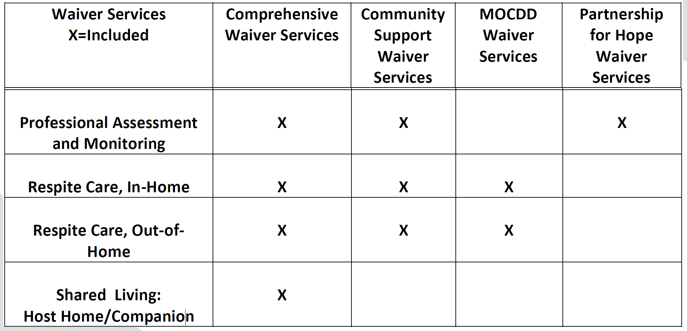 Waiver Services
X=Included
Comprehensive
Waiver Services
Community
Support
Waiver
Services
MOCDD
Waiver
Services
Partnership
for Hope
Waiver
Services
Professional Assessment
and Monitoring
X
X
X
Respite Care, In-Home
X
X
X
Respite Care, Out-of-
Home
X
X
X
Shared Living:
Host Home/Companion
X